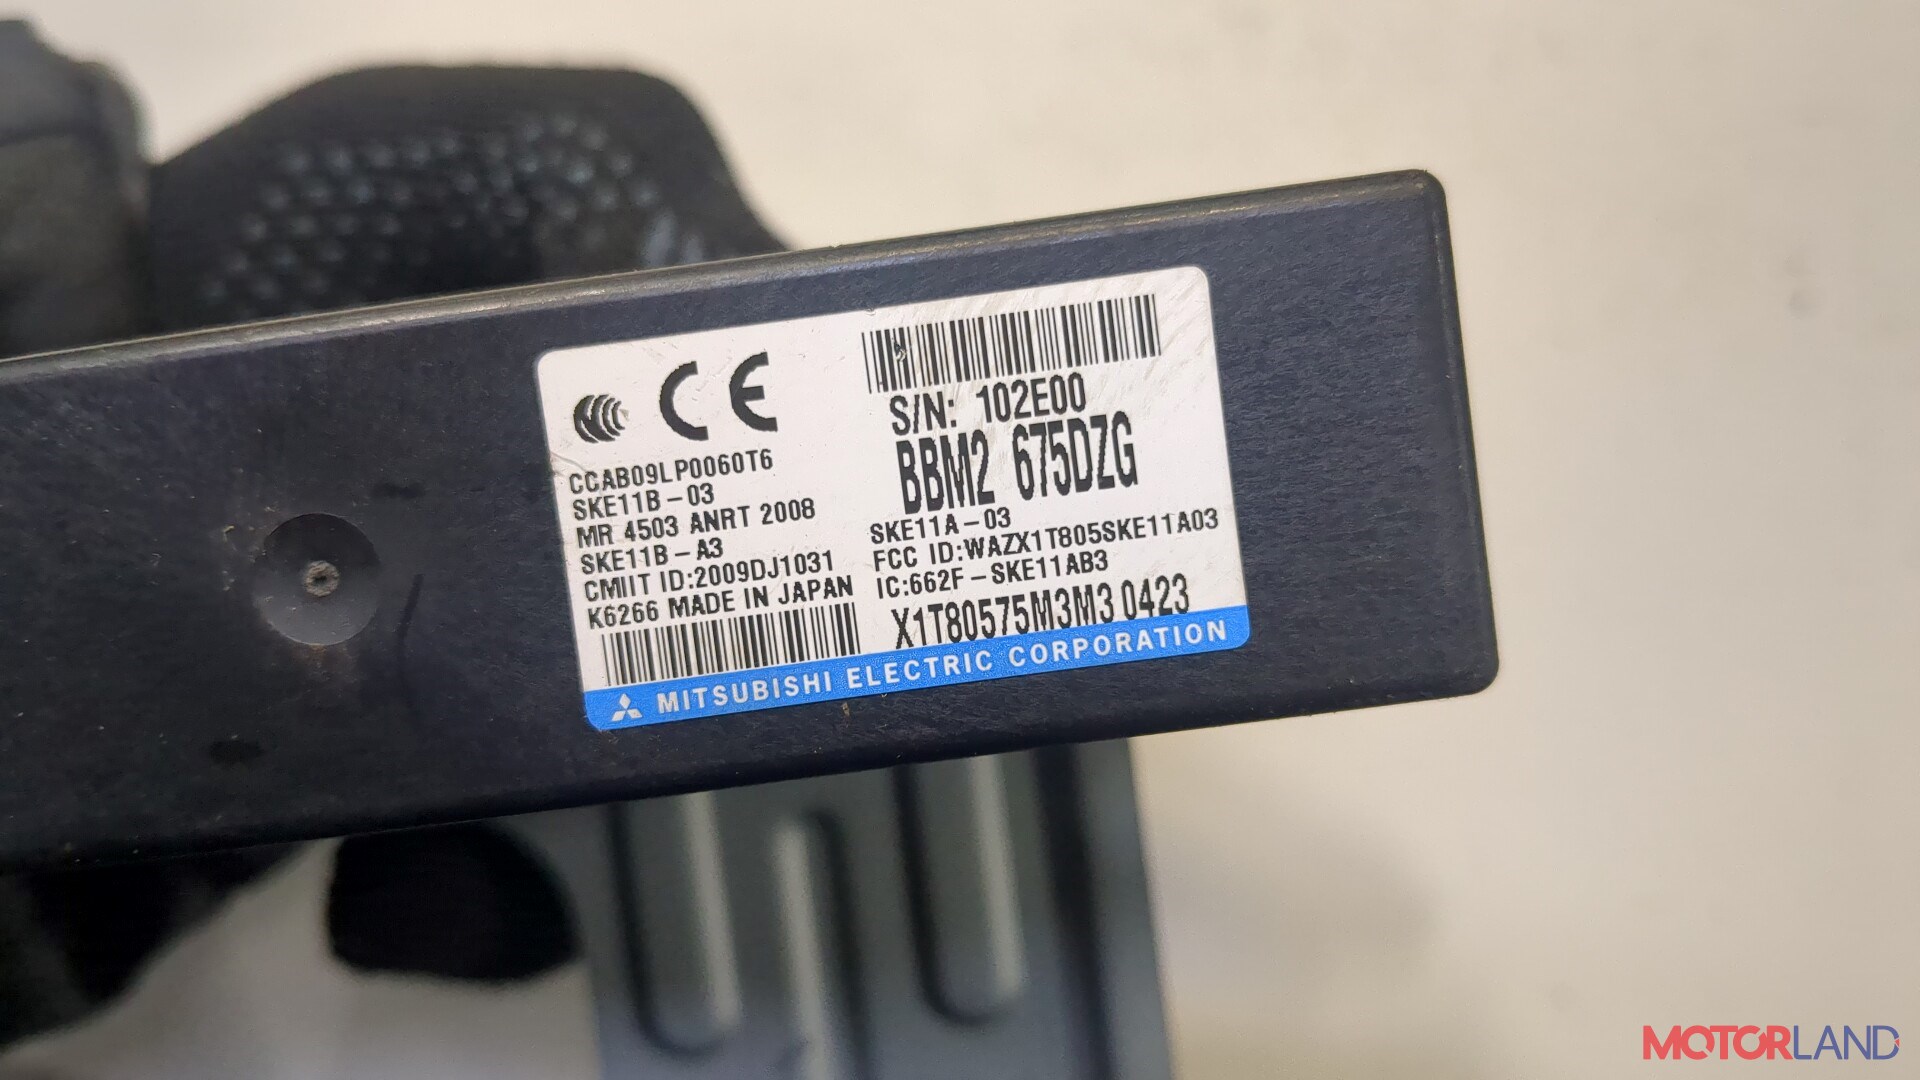 CE
CCAB09LP0060T6
SKE11B-03
MR 4503 ANRT 2008
SKE11B-A3
CMIIT ID:2009DJ1031
K6266 MADE IN JAPAN
S/N: 102E00
BBM2 675DZG
SKE11A-03
FCC ID:WAZX1T805SKE11A03
IC:662F-SKE11AB3
X1T80575M3M3 0423
MITSUBISHI ELECTRIC CORPORATION
MOTORLAND